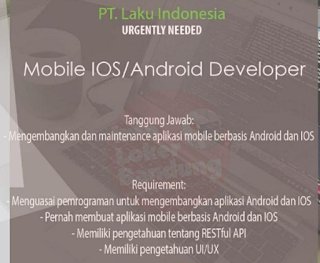 PT. Laku Indonesia
URGENTLY NEEDED
Mobile IOS/Android Developer
Tanggung Jawab:
- Mengembangkan dan maintenance aplikasi mobile berbasis Android dan IOS
Requirement:
- Menguasai pemrograman untuk mengembangkan aplikasi Android dan IOS
- Pernah membuat aplikasi mobile berbasis Android dan IOS
- Memiliki pengetahuan tentang RESTful API
- Memiliki pengetahuan UI/UX